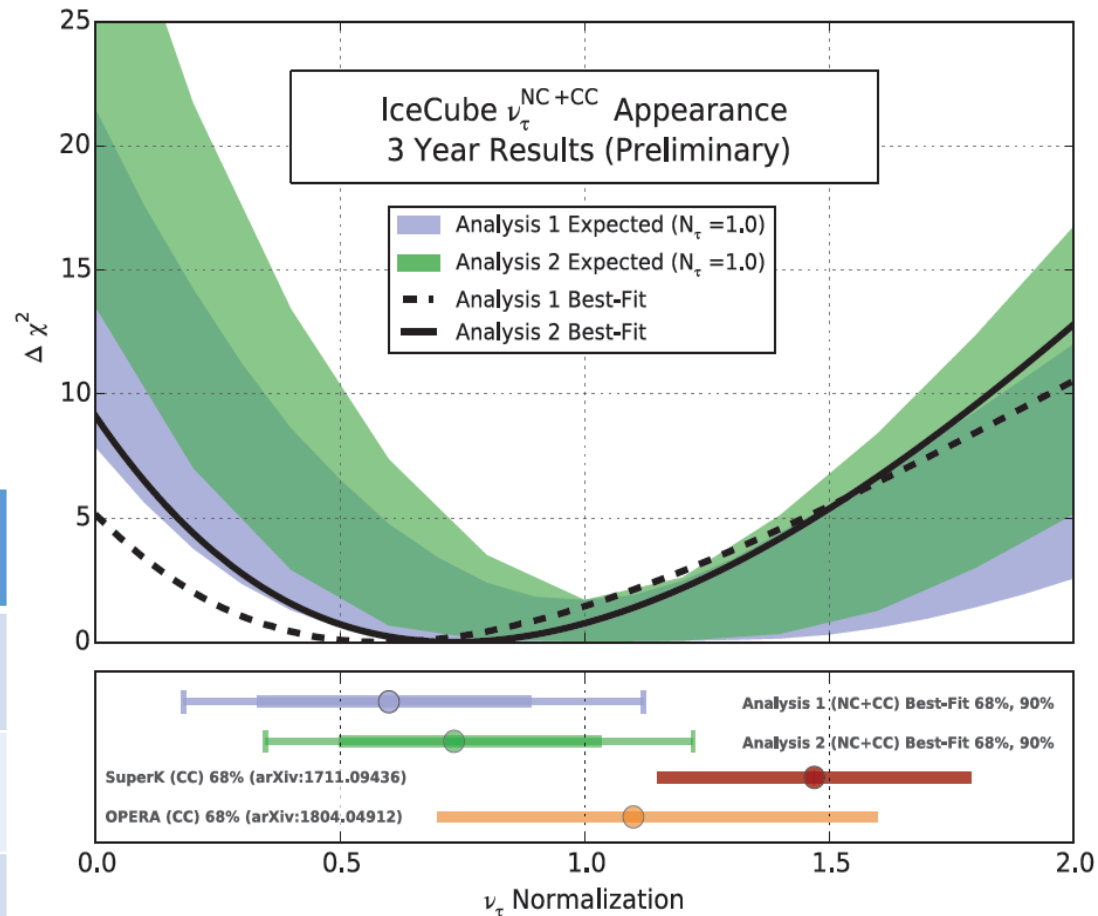 IceCube ν_τ^{NC+CC} Appearance
3 Year Results (Preliminary)
Analysis 1 Expected (N_τ =1.0)
Analysis 2 Expected (N_τ =1.0)
Analysis 1 Best-Fit
Analysis 2 Best-Fit
25
20
15
10
5
0
Δ χ²
Analysis 1 (NC+CC) Best-Fit 68%, 90%
Analysis 2 (NC+CC) Best-Fit 68%, 90%
SuperK (CC) 68% (arXiv:1711.09436)
OPERA (CC) 68% (arXiv:1804.04912)
0.0 0.5 1.0 1.5 2.0
ν_τ Normalization